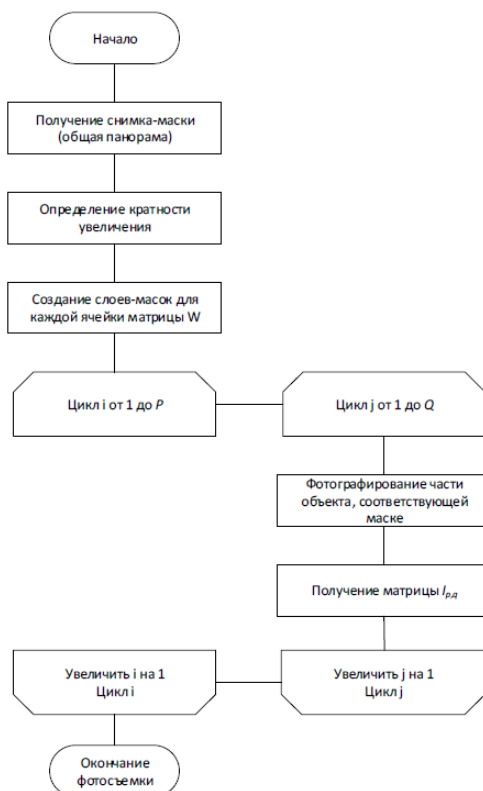 Начало
Получение снимка-маски
(общая панорама)
Определение кратности
увеличения
Создание слоев-масок для
каждой ячейки матрицы W
Цикл i от 1 до P
Цикл j от 1 до Q
Фотографирование части
объекта, соответствующей
маске
Получение матрицы I_{p,q}
Увеличить j на 1
Цикл j
Увеличить i на 1
Цикл i
Окончание
фотосъемки